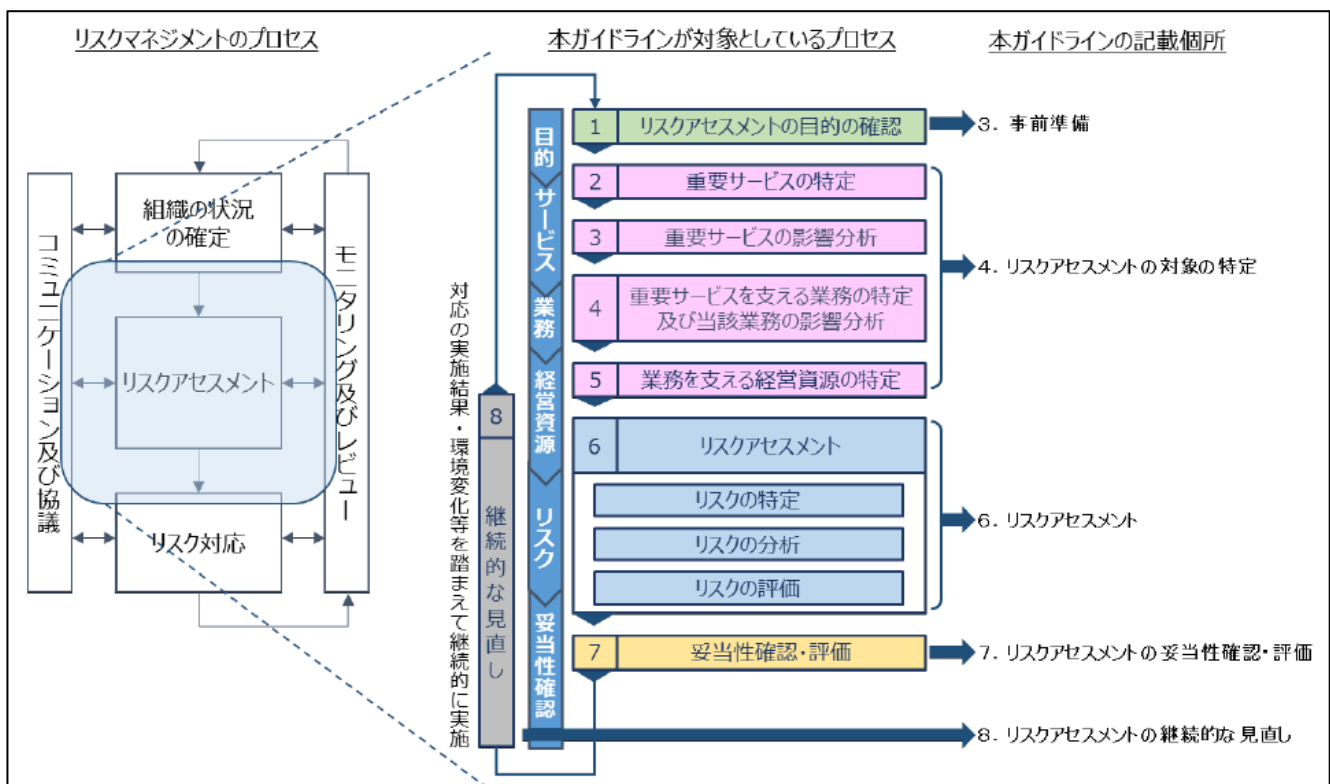 リスクマネジメントのプロセス
本ガイドラインが対象としているプロセス
本ガイドラインの記載個所
コミュニケーション及び協議
組織の状況
の確定
リスクアセスメント
リスク対応
モニタリング及びレビュー
対応の実施結果・環境変化等を踏まえて継続的に実施
8
継続的な見直し
目的
サービス
業務
経営資源
リスク
妥当性確認
1
リスクアセスメントの目的の確認
2
重要サービスの特定
3
重要サービスの影響分析
4
重要サービスを支える業務の特定
及び当該業務の影響分析
5
業務を支える経営資源の特定
6
リスクアセスメント
リスクの特定
リスクの分析
リスクの評価
7
妥当性確認・評価
3. 事前準備
4. リスクアセスメントの対象の特定
6. リスクアセスメント
7. リスクアセスメントの妥当性確認・評価
8. リスクアセスメントの継続的な見直し